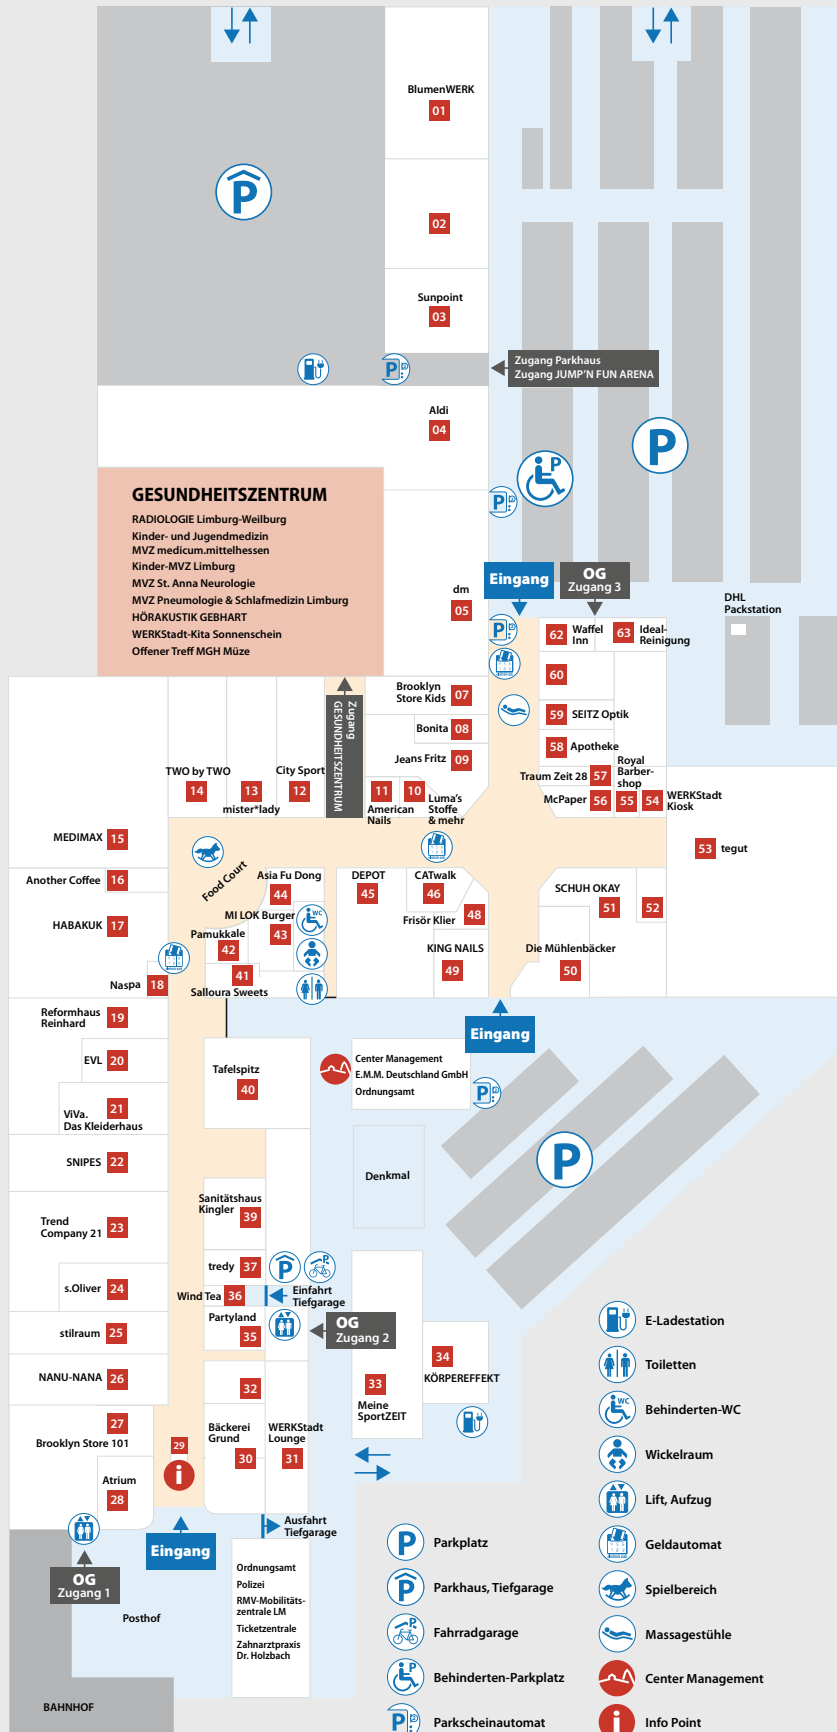 BlumenWERK
01
02
Sunpoint
03
Zugang Parkhaus
Zugang JUMP'N FUN ARENA
Aldi
04
P
P
GESUNDHEITSZENTRUM
RADIOLOGIE Limburg-Weilburg
Kinder- und Jugendmedizin
MVZ medicum.mittelhessen
Kinder-MVZ Limburg
MVZ St. Anna Neurologie
MVZ Pneumologie & Schlafmedizin Limburg
HÖRAKUSTIK GEBHART
WERKStadt-Kita Sonnenschein
Offener Treff MGH Müze
dm
05
Eingang
OG
Zugang 3
DHL
Packstation
62 Waffel
Inn
63 Ideal-
Reinigung
60
59 SEITZ Optik
58 Apotheke
Traum Zeit 28 57
Royal
Barber-
shop
McPaper 56
55
54 WERKStadt
Kiosk
53 tegut
Brooklyn
Store Kids 07
Bonita 08
Jeans Fritz 09
Zugang
GESUNDHEITSZENTRUM
TWO by TWO
14
13
mister*lady
City Sport
12
11
American
Nails
10
Luma's
Stoffe
& mehr
MEDIMAX 15
Another Coffee 16
HABAKUK 17
Naspa 18
Food Court
Asia Fu Dong
44
MI LOK Burger
43
Pamukkale
42
41
Salloura Sweets
WC
DEPOT
45
CATwalk
46
Frisör Klier 48
KING NAILS
49
SCHUH OKAY
51
52
Die Mühlenbäcker
50
Eingang
Reformhaus
Reinhard 19
EVL 20
21
ViVa.
Das Kleiderhaus
SNIPES 22
Trend
Company 21 23
s.Oliver 24
stilraum 25
NANU-NANA 26
27
Brooklyn Store 101
Atrium
28
Tafelspitz
40
Center Management
E.M.M. Deutschland GmbH
Ordnungsamt
Denkmal
P
Sanitätshaus
Kingler
39
tredy 37
Wind Tea 36
Einfahrt
Tiefgarage
Partyland
35
OG
Zugang 2
32
34
KÖRPEREFFEKT
33
Meine
SportZEIT
Bäckerei
Grund
30
WERKStadt
Lounge
31
29
i
Ausfahrt
Tiefgarage
Eingang
OG
Zugang 1
Posthof
BAHNHOF
Ordnungsamt
Polizei
RMV-Mobilitäts-
zentrale LM
Ticketzentrale
Zahnarztpraxis
Dr. Holzbach
P Parkplatz
P Parkhaus, Tiefgarage
P Fahrradgarage
P Behinderten-Parkplatz
P Parkscheinautomat
E-Ladestation
Toiletten
WC Behinderten-WC
Wickelraum
Lift, Aufzug
Geldautomat
Spielbereich
Massagestühle
Center Management
i Info Point